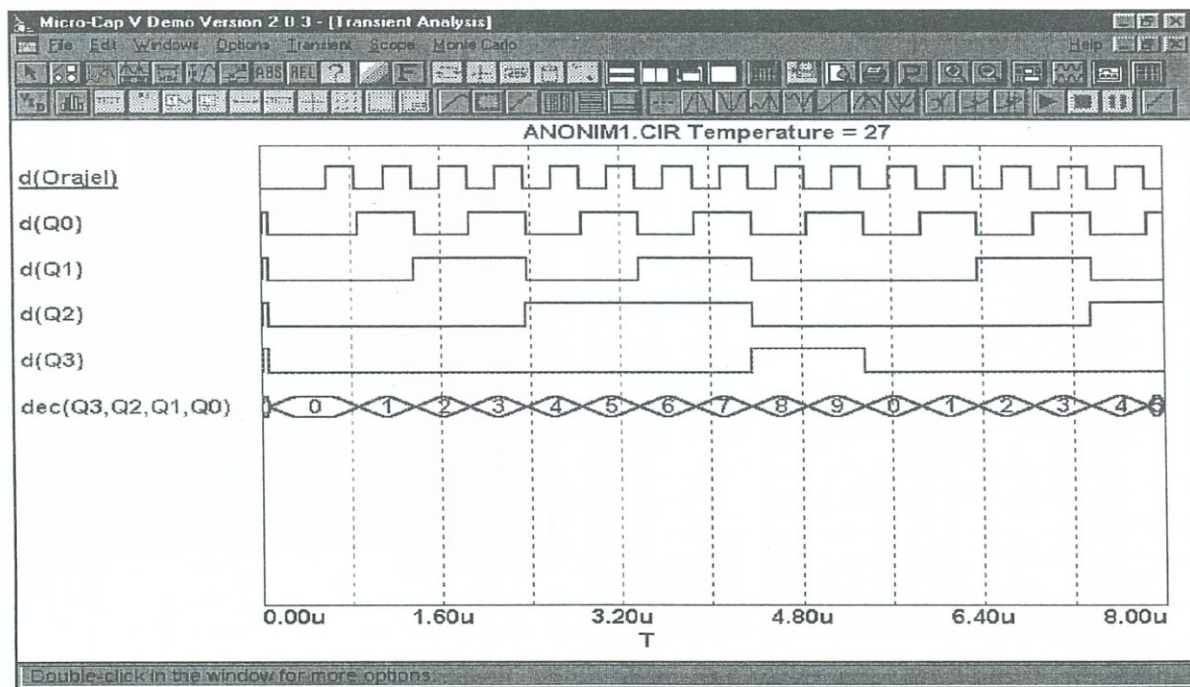 Micro-Cap V Demo Version 2.0.3 - [Transient Analysis]
File Edit Windows Options Transient Scope Monte Carlo Help
ABS REL ?
ANONIM1.CIR Temperature = 27
d(Orajel)
d(Q0)
d(Q1)
d(Q2)
d(Q3)
dec(Q3,Q2,Q1,Q0) 0 1 2 3 4 5 6 7 8 9 0 1 2 3 4 5
0.00u 1.60u 3.20u 4.80u 6.40u 8.00u
T
Double-click in the window for more options.